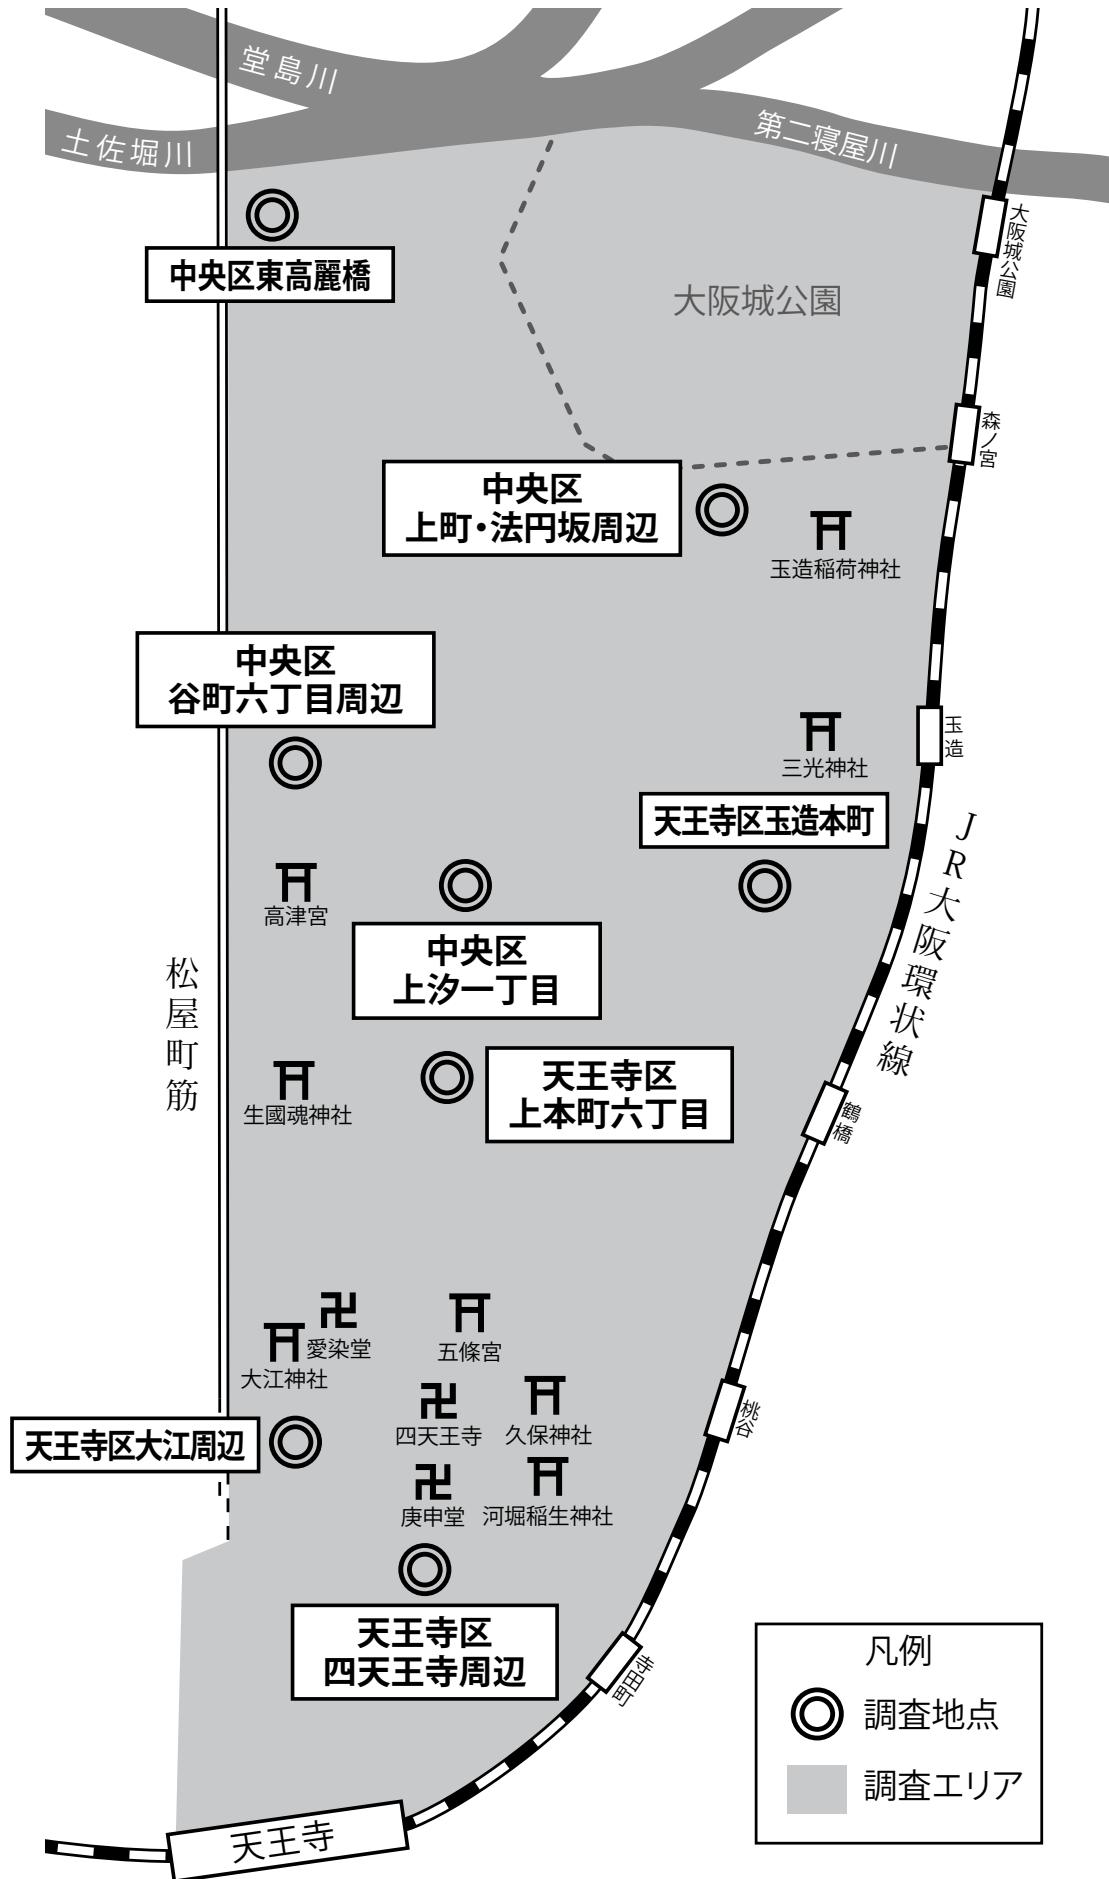 堂島川
土佐堀川
第二寝屋川
大阪城公園
中央区東高麗橋
大阪城公園
森ノ宮
中央区
上町・法円坂周辺
玉造稲荷神社
中央区
谷町六丁目周辺
玉造
三光神社
天王寺区玉造本町
JR大阪環状線
高津宮
中央区
上汐一丁目
松屋町筋
天王寺区
上本町六丁目
生國魂神社
鶴橋
愛染堂
大江神社
五條宮
桃谷
四天王寺
久保神社
天王寺区大江周辺
庚申堂
河堀稲生神社
天王寺区
四天王寺周辺
寺田町
天王寺
凡例
調査地点
調査エリア